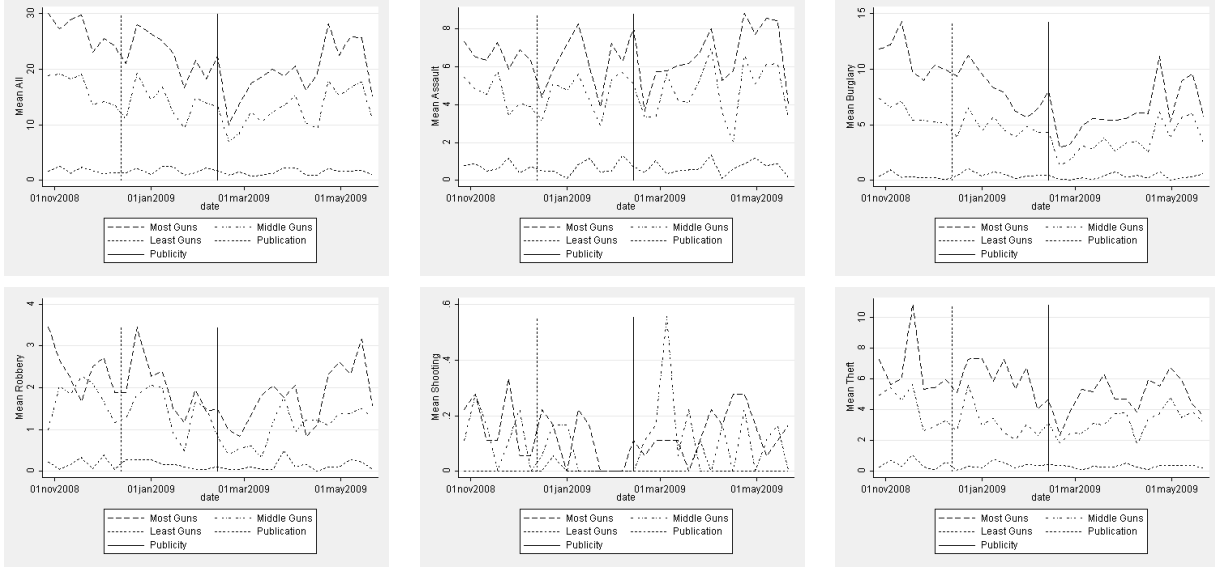 Mean All
0 10 20 30
01nov2008 01jan2009 01mar2009 01may2009
date
Most Guns Middle Guns
Least Guns Publication
Publicity
Mean Assault
0 2 4 6 8
01nov2008 01jan2009 01mar2009 01may2009
date
Most Guns Middle Guns
Least Guns Publication
Publicity
Mean Burglary
0 5 10 15
01nov2008 01jan2009 01mar2009 01may2009
date
Most Guns Middle Guns
Least Guns Publication
Publicity
Mean Robbery
0 1 2 3 4
01nov2008 01jan2009 01mar2009 01may2009
date
Most Guns Middle Guns
Least Guns Publication
Publicity
Mean Shooting
0 .2 .4 .6
01nov2008 01jan2009 01mar2009 01may2009
date
Most Guns Middle Guns
Least Guns Publication
Publicity
Mean Theft
0 2 4 6 8 10
01nov2008 01jan2009 01mar2009 01may2009
date
Most Guns Middle Guns
Least Guns Publication
Publicity